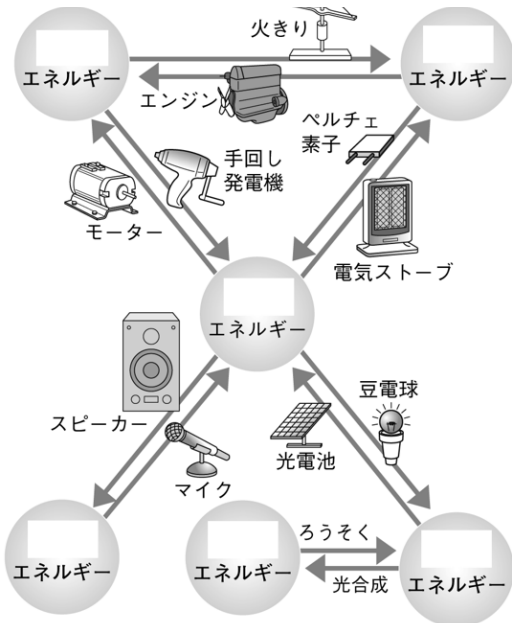 火きり
エネルギー
エネルギー
エンジン
ペルチェ
素子
手回し
発電機
モーター
電気ストーブ
エネルギー
豆電球
スピーカー
光電池
マイク
ろうそく
エネルギー
エネルギー
光合成
エネルギー